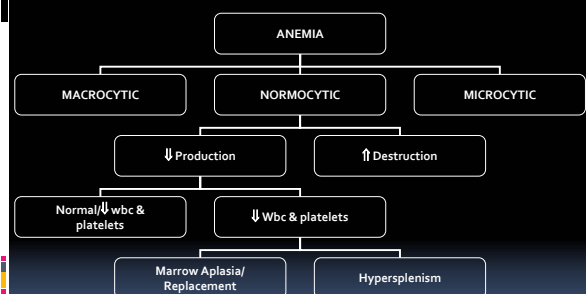 ANEMIA
MACROCYTIC
NORMOCYTIC
MICROCYTIC
⇓ Production
⇑ Destruction
Normal/⇓ wbc &
platelets
⇓ Wbc & platelets
Marrow Aplasia/
Replacement
Hypersplenism